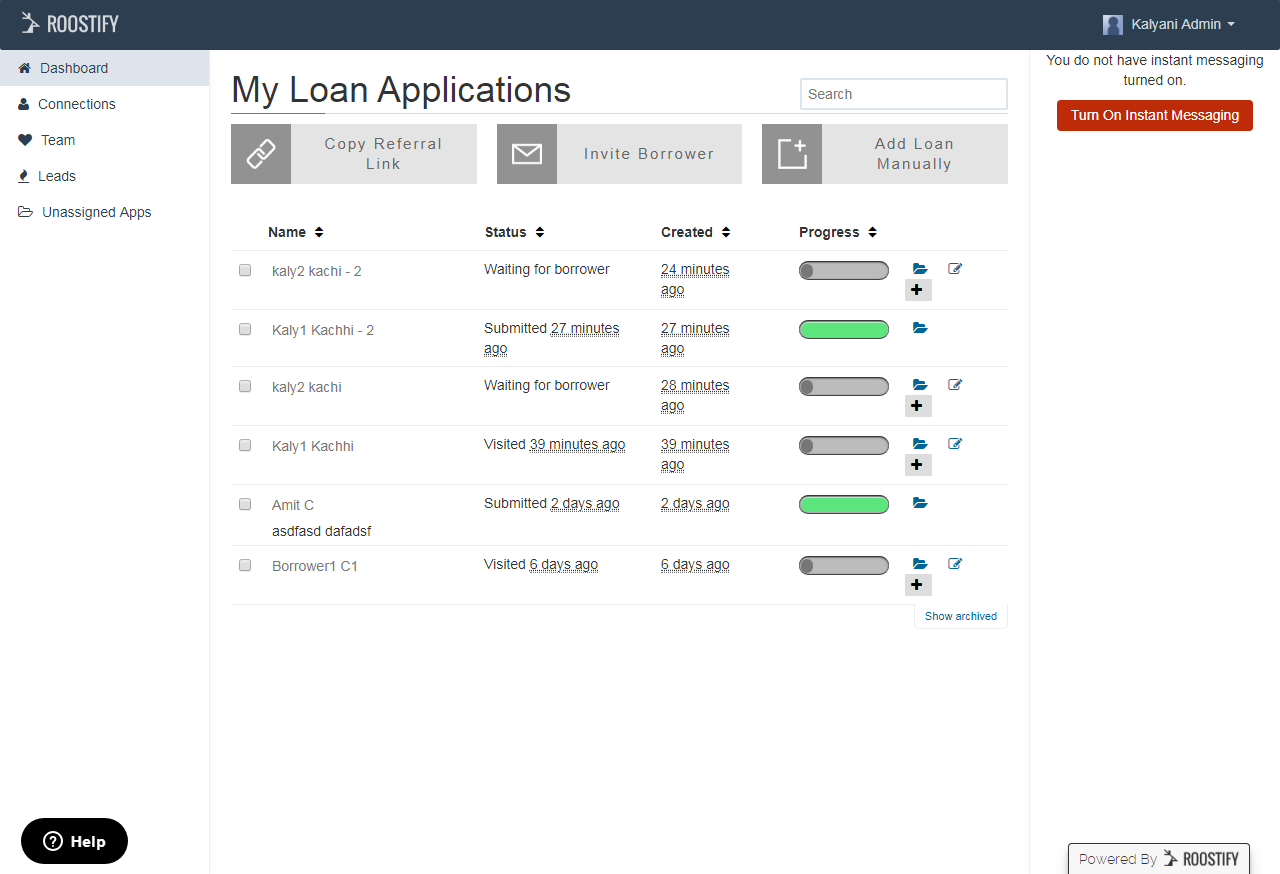 ROOSTIFY
Kalyani Admin
Dashboard
Connections
Team
Leads
Unassigned Apps
My Loan Applications
Search
Copy Referral
Link
Invite Borrower
Add Loan
Manually
Name Status Created Progress
kaly2 kachi - 2 Waiting for borrower 24 minutes
ago
Kaly1 Kachhi - 2 Submitted 27 minutes 27 minutes
ago ago
kaly2 kachi Waiting for borrower 28 minutes
ago
Kaly1 Kachhi Visited 39 minutes ago 39 minutes
ago
Amit C Submitted 2 days ago 2 days ago
asdfasd dafadsf
Borrower1 C1 Visited 6 days ago 6 days ago
Show archived
You do not have instant messaging
turned on.
Turn On Instant Messaging
Help
Powered By ROOSTIFY